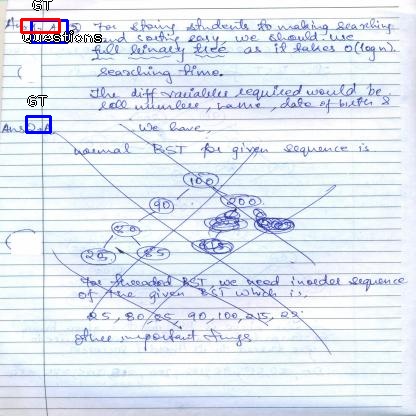 GT
Questions
For storing students to making searching
and sorting easy, we should use
full binary tree as it takes O(logn)
searching time.
The diff variables required would be
roll number, name, date of birth &
GT
We have,
normal BST for given sequence is
100
90 200
80
25 85
For threaded BST, we need inorder sequence
of the given BST which is,
25, 80, 85, 90, 100, 215, 22
other important things